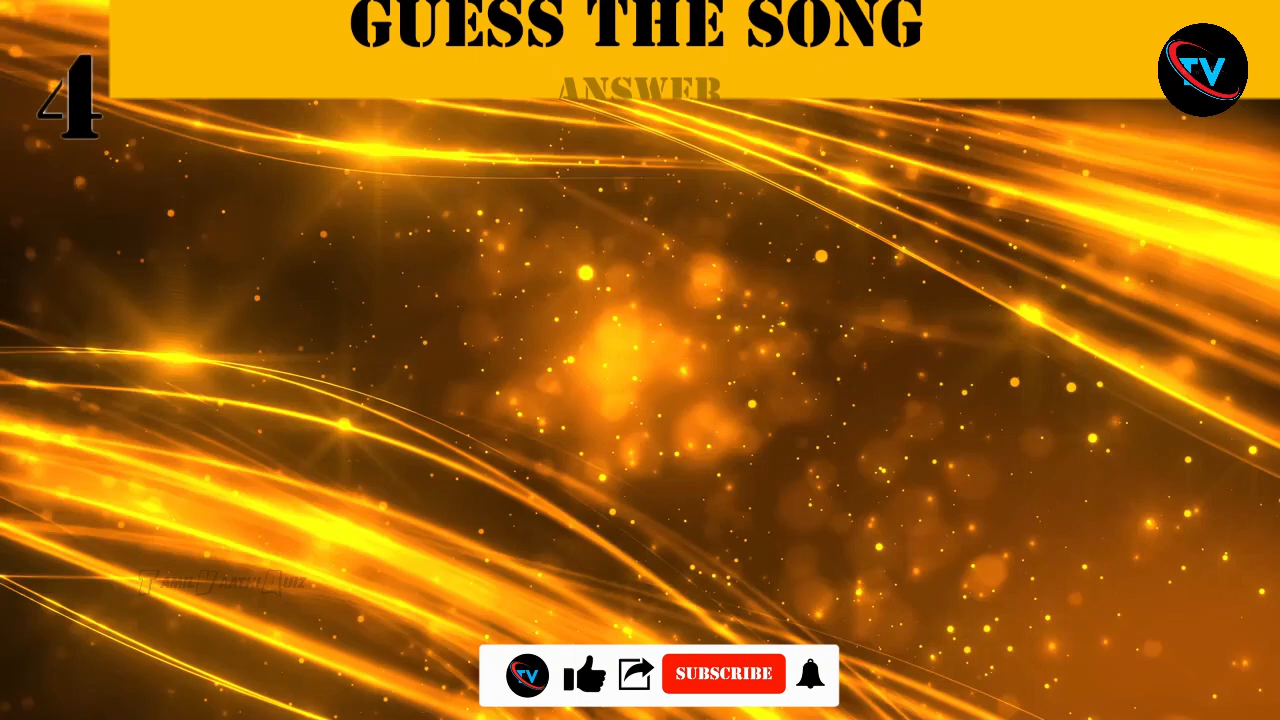 GUESS THE SONG
ANSWER
4
TV
TV
SUBSCRIBE